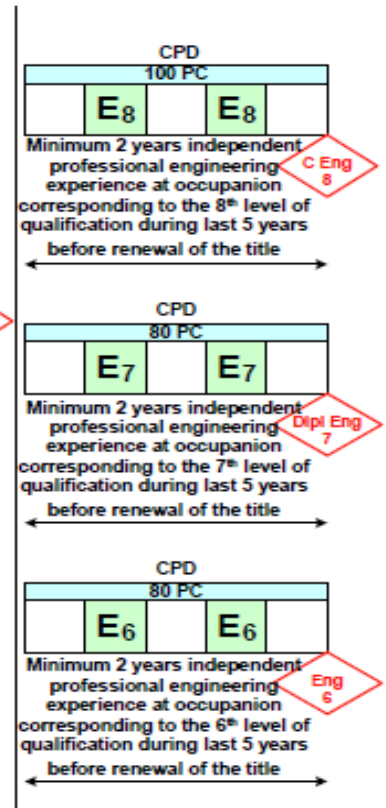 CPD
100 PC
E8 E8
Minimum 2 years independent
professional engineering
experience at occupanion
corresponding to the 8th level of
qualification during last 5 years
before renewal of the title
C Eng
8
CPD
80 PC
E7 E7
Minimum 2 years independent
professional engineering
experience at occupanion
corresponding to the 7th level of
qualification during last 5 years
before renewal of the title
Dipl Eng
7
CPD
80 PC
E6 E6
Minimum 2 years independent
professional engineering
experience at occupanion
corresponding to the 6th level of
qualification during last 5 years
before renewal of the title
Eng
6